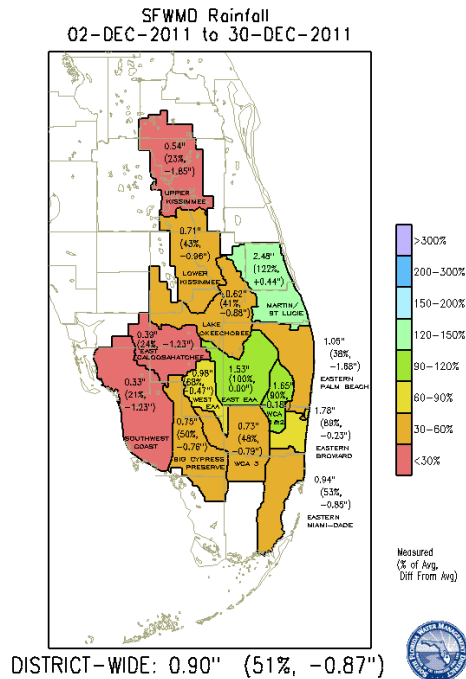 SFWMD Rainfall
02-DEC-2011 to 30-DEC-2011
0.54"
(23%,
-1.85")
UPPER
KISSIMMEE
0.71"
(43%,
-0.96")
LOWER
KISSIMMEE
2.48"
(122%,
+0.44")
MARTIN/
ST LUCIE
0.62"
(41%,
-0.88")
LAKE
OKEECHOBEE
0.39"
(24%, -1.23")
EAST
CALOOSAHATCHEE
0.33"
(21%,
-1.23")
SOUTHWEST
COAST
0.98"
(68%,
-0.47")
WEST
EAA
1.53"
(100%,
0.00")
EAST EAA
1.65"
(90%,
-0.18")
WCA
1&2
0.75"
(50%,
-0.76")
BIG CYPRESS
PRESERVE
0.73"
(48%,
-0.79")
WCA 3
(38%,
-1.68")
EASTERN
PALM BEACH
1.78"
(89%,
-0.23")
EASTERN
BROWARD
0.94"
(53%,
-0.85")
EASTERN
MIAMI-DADE
>300%
200-300%
150-200%
120-150%
90-120%
60-90%
30-60%
<30%
Measured
(% of Avg,
Diff From Avg)
DISTRICT-WIDE: 0.90" (51%, -0.87")
SOUTH FLORIDA WATER MANAGEMENT DISTRICT